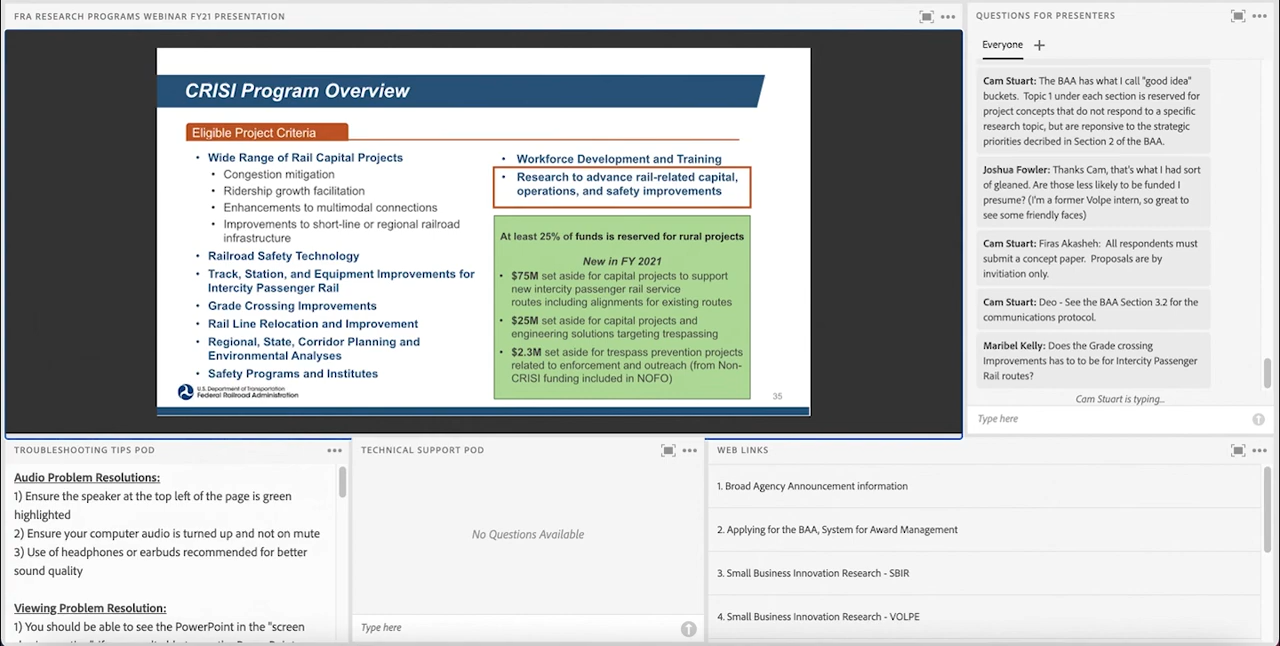 FRA RESEARCH PROGRAMS WEBINAR FY21 PRESENTATION
CRISI Program Overview
Eligible Project Criteria
• Wide Range of Rail Capital Projects
• Congestion mitigation
• Ridership growth facilitation
• Enhancements to multimodal connections
• Improvements to short-line or regional railroad
infrastructure
• Railroad Safety Technology
• Track, Station, and Equipment Improvements for
Intercity Passenger Rail
• Grade Crossing Improvements
• Rail Line Relocation and Improvement
• Regional, State, Corridor Planning and
Environmental Analyses
• Safety Programs and Institutes
• Workforce Development and Training
• Research to advance rail-related capital,
operations, and safety improvements
At least 25% of funds is reserved for rural projects
New in FY 2021
• $75M set aside for capital projects to support
new intercity passenger rail service
routes including alignments for existing routes
• $25M set aside for capital projects and
engineering solutions targeting trespassing
• $2.3M set aside for trespass prevention projects
related to enforcement and outreach (from Non-
CRISI funding included in NOFO)
U.S. Department of Transportation
Federal Railroad Administration
35
QUESTIONS FOR PRESENTERS
Everyone
Cam Stuart: The BAA has what I call "good idea"
buckets. Topic 1 under each section is reserved for
project concepts that do not respond to a specific
research topic, but are reponsive to the strategic
priorities decribed in Section 2 of the BAA.
Joshua Fowler: Thanks Cam, that's what I had sort
of gleaned. Are those less likely to be funded I
presume? (I'm a former Volpe intern, so great to
see some friendly faces)
Cam Stuart: Firas Akasheh: All respondents must
submit a concept paper. Proposals are by
inviitation only.
Cam Stuart: Deo - See the BAA Section 3.2 for the
communications protocol.
Maribel Kelly: Does the Grade crossing
Improvements has to to be for Intercity Passenger
Rail routes?
Cam Stuart is typing...
Type here
TROUBLESHOOTING TIPS POD
Audio Problem Resolutions:
1) Ensure the speaker at the top left of the page is green
highlighted
2) Ensure your computer audio is turned up and not on mute
3) Use of headphones or earbuds recommended for better
sound quality
Viewing Problem Resolution:
1) You should be able to see the PowerPoint in the "screen
TECHNICAL SUPPORT POD
No Questions Available
Type here
WEB LINKS
1. Broad Agency Announcement information
2. Applying for the BAA, System for Award Management
3. Small Business Innovation Research - SBIR
4. Small Business Innovation Research - VOLPE